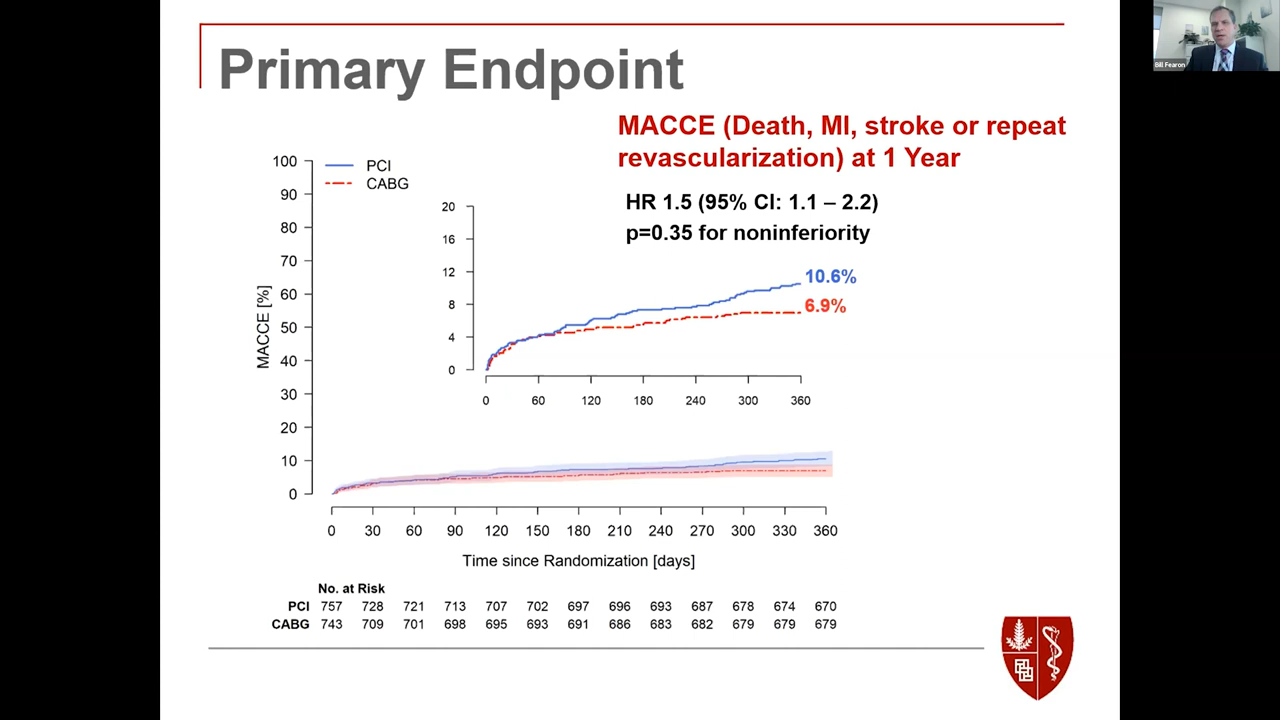 Primary Endpoint
Bill Fearon
MACCE (Death, MI, stroke or repeat
revascularization) at 1 Year
HR 1.5 (95% CI: 1.1 – 2.2)
p=0.35 for noninferiority
PCI
CABG
MACCE [%]
100
90
80
70
60
50
40
30
20
10
0
20
16
12
8
4
0
0 60 120 180 240 300 360
10.6%
6.9%
0 30 60 90 120 150 180 210 240 270 300 330 360
Time since Randomization [days]
No. at Risk
PCI 757 728 721 713 707 702 697 696 693 687 678 674 670
CABG 743 709 701 698 695 693 691 686 683 682 679 679 679